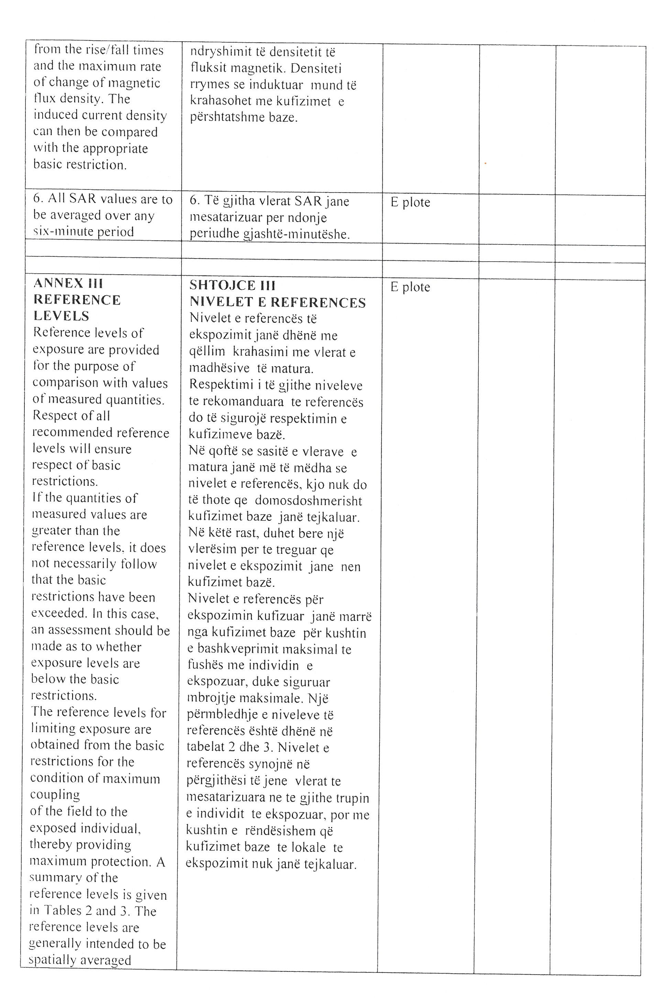 from the rise/fall times
and the maximum rate
of change of magnetic
flux density. The
induced current density
can then be compared
with the appropriate
basic restriction.
ndryshimit të densitetit të
fluksit magnetik. Densiteti
rrymes se induktuar mund të
krahasohet me kufizimet e
përshtatshme baze.
6. All SAR values are to
be averaged over any
six-minute period
6. Të gjitha vlerat SAR jane
mesatarizuar per ndonje
periudhe gjashtë-minutëshe.
E plote
ANNEX III
REFERENCE
LEVELS
Reference levels of
exposure are provided
for the purpose of
comparison with values
of measured quantities.
Respect of all
recommended reference
levels will ensure
respect of basic
restrictions.
If the quantities of
measured values are
greater than the
reference levels, it does
not necessarily follow
that the basic
restrictions have been
exceeded. In this case,
an assessment should be
made as to whether
exposure levels are
below the basic
restrictions.
The reference levels for
limiting exposure are
obtained from the basic
restrictions for the
condition of maximum
coupling
of the field to the
exposed individual,
thereby providing
maximum protection. A
summary of the
reference levels is given
in Tables 2 and 3. The
reference levels are
generally intended to be
spatially averaged
SHTOJCE III
NIVELET E REFERENCES
Nivelet e referencës të
ekspozimit janë dhënë me
qëllim krahasimi me vlerat e
madhësive të matura.
Respektimi i të gjithe niveleve
te rekomanduara te referencës
do të sigurojë respektimin e
kufizimeve bazë.
Në qoftë se sasitë e vlerave e
matura janë më të mëdha se
nivelet e referencës, kjo nuk do
të thote qe domosdoshmerisht
kufizimet baze janë tejkaluar.
Në këtë rast, duhet bere një
vlerësim per te treguar qe
nivelet e ekspozimit jane nen
kufizimet bazë.
Nivelet e referencës për
ekspozimin kufizuar janë marrë
nga kufizimet baze për kushtin
e bashkveprimit maksimal te
fushës me individin e
ekspozuar, duke siguruar
mbrojtje maksimale. Një
përmbledhje e niveleve të
referencës është dhënë në
tabelat 2 dhe 3. Nivelet e
referencës synojnë në
përgjithësi të jene vlerat te
mesatarizuara ne te gjithe trupin
e individit te ekspozuar, por me
kushtin e rëndësishem që
kufizimet baze te lokale te
ekspozimit nuk janë tejkaluar.
E plote